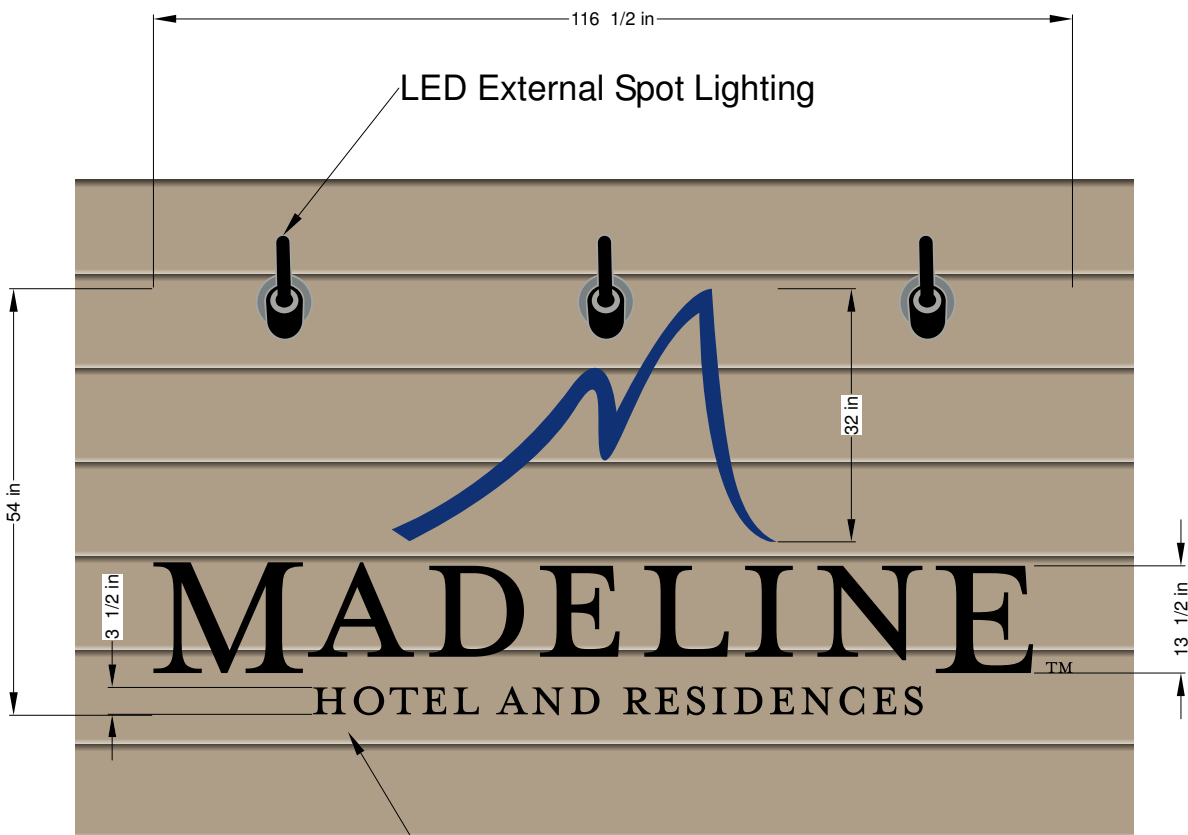 116 1/2 in
LED External Spot Lighting
32 in
54 in
3 1/2 in
13 1/2 in
MADELINE TM
HOTEL AND RESIDENCES